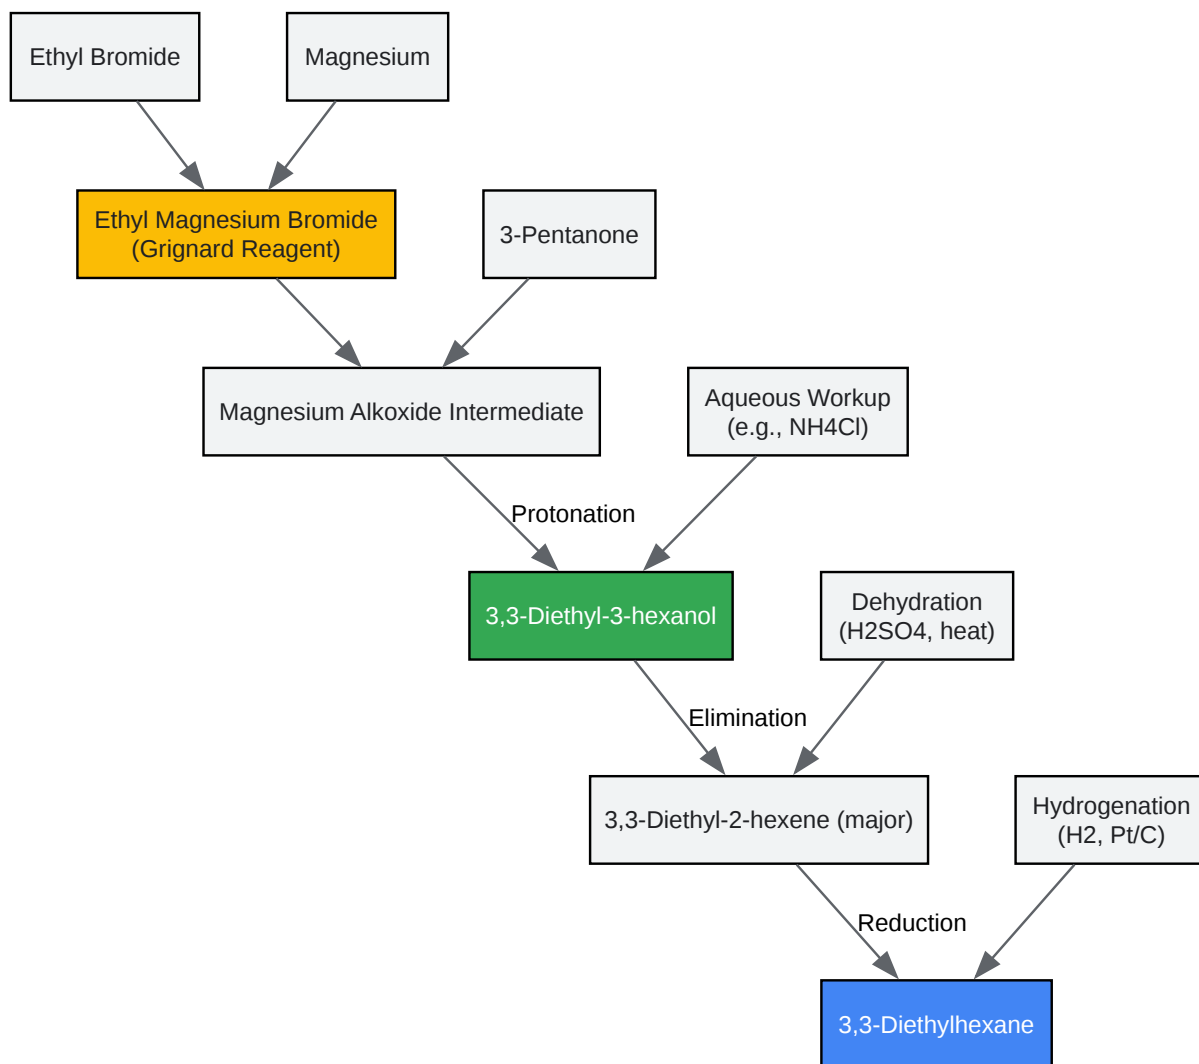 Ethyl Bromide
Magnesium
Ethyl Magnesium Bromide
(Grignard Reagent)
3-Pentanone
Magnesium Alkoxide Intermediate
Aqueous Workup
(e.g., NH4Cl)
Protonation
3,3-Diethyl-3-hexanol
Dehydration
(H2SO4, heat)
Elimination
3,3-Diethyl-2-hexene (major)
Hydrogenation
(H2, Pt/C)
Reduction
3,3-Diethylhexane